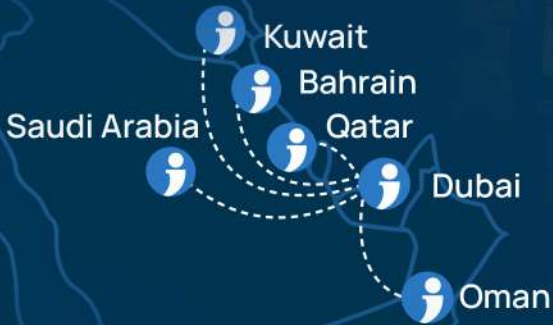 Kuwait
Bahrain
Saudi Arabia
Qatar
Dubai
Oman